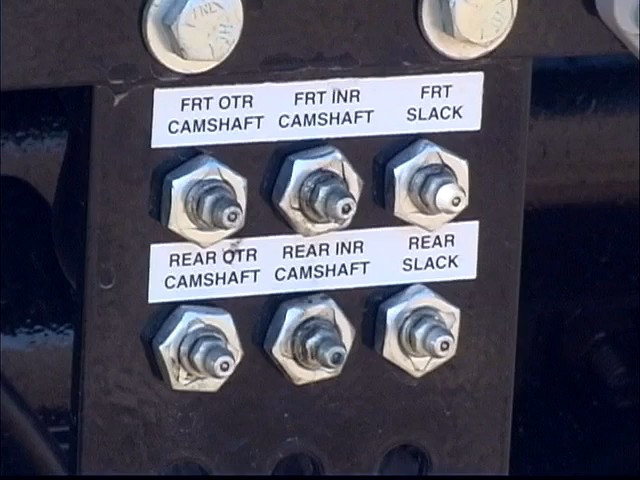 FRT OTR CAMSHAFT
FRT INR CAMSHAFT
FRT SLACK
REAR OTR CAMSHAFT
REAR INR CAMSHAFT
REAR SLACK